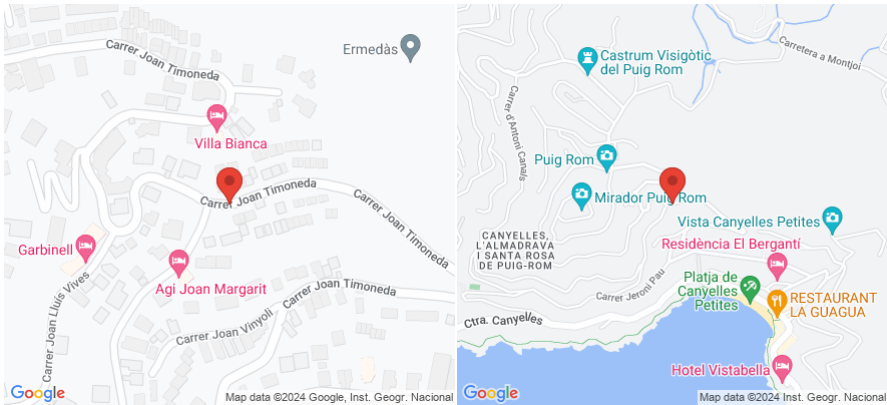 Carrer Joan Timoneda
Ermedàs
Villa Bianca
Carrer Joan Timoneda
Carrer Joan Timoneda
Garbinell
Agi Joan Margarit
Carrer Joan Timoneda
Carrer Joan Vinyoli
Carrer Joan Lluís Vives
Google
Map data ©2024 Google, Inst. Geogr. Nacional
Carretera a Montjoi
Castrum Visigòtic
del Puig Rom
Carrer d'Antoni Canals
Puig Rom
Mirador Puig Rom
Vista Canyelles Petites
CANYELLES,
L'ALMADRAVA
I SANTA ROSA
DE PUIG-ROM
Residència El Bergantí
Carrer Jeroni Pau
Platja de
Canyelles
Petites
RESTAURANT
LA GUAGUA
Ctra. Canyelles
Hotel Vistabella
Google
Map data ©2024 Google, Inst. Geogr. Nacional